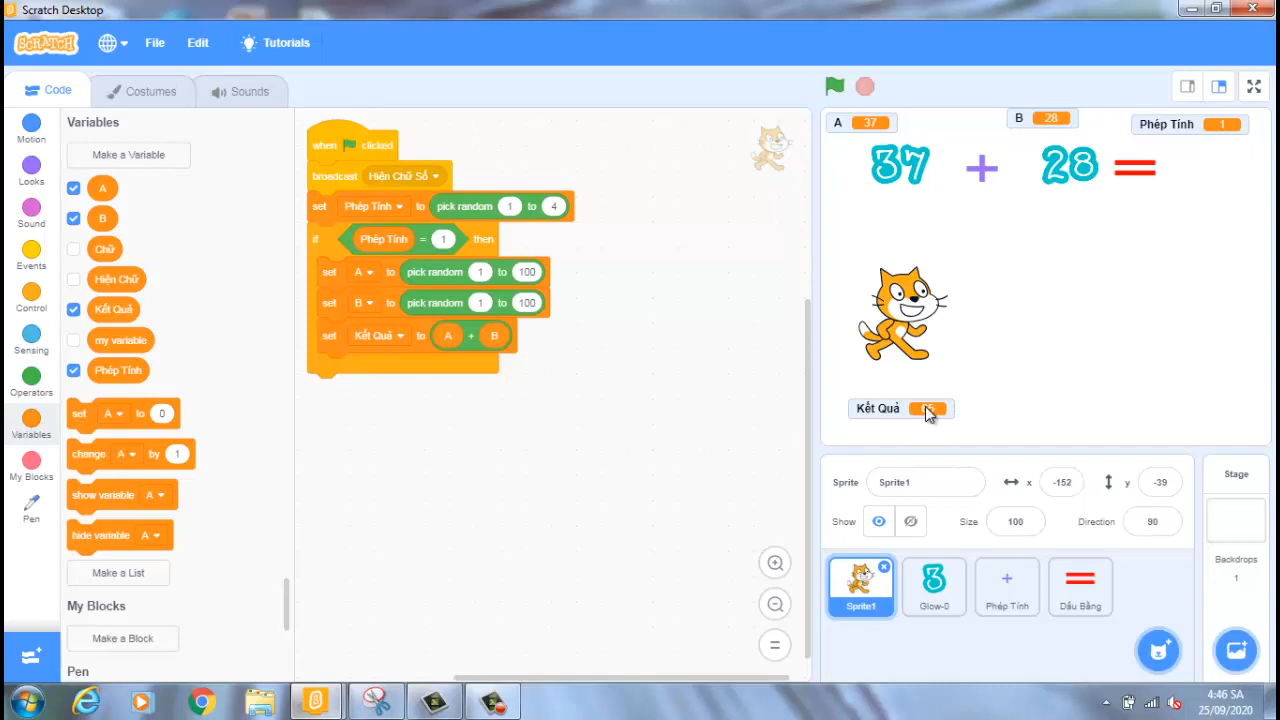 Scratch Desktop
SCRATCH File Edit Tutorials
Code Costumes Sounds
Motion
Looks
Sound
Events
Control
Sensing
Operators
Variables
My Blocks
Pen
Variables
Make a Variable
A
B
Chữ
Hiện Chữ
Kết Quả
my variable
Phép Tính
set A to 0
change A by 1
show variable A
hide variable A
Make a List
My Blocks
Make a Block
Pen
when clicked
broadcast Hiện Chữ Số
set Phép Tính to pick random 1 to 4
if Phép Tính = 1 then
set A to pick random 1 to 100
set B to pick random 1 to 100
set Kết Quả to A + B
A 37
B 28
Phép Tính 1
37 + 28 =
Kết Quả
Sprite Sprite1 x -152 y -39
Show Size 100 Direction 90
Sprite1
Glow-0
Phép Tính
Dấu Bằng
Stage
Backdrops
1
4:46 SA
25/09/2020